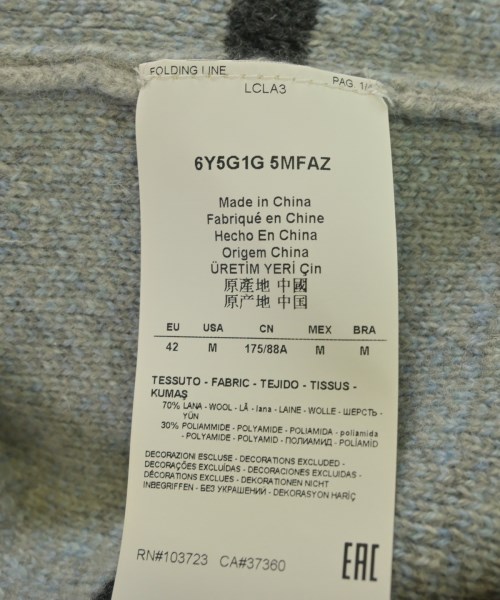 FOLDING LINE
PAG. 1/
LCLA3
6Y5G1G 5MFAZ
Made in China
Fabriqué en Chine
Hecho En China
Origem China
ÜRETİM YERİ Çin
原產地 中國
原产地 中国
EU USA CN MEX BRA
42 M 175/88A M M
TESSUTO - FABRIC - TEJIDO - TISSUS -
KUMAŞ
70% LANA - WOOL - LÃ - lana - LAINE - WOLLE - ШЕРСТЬ -
YÜN
30% POLIAMMIDE - POLYAMIDE - POLIAMIDA - poliamida
- POLYAMIDE - POLYAMID - ПОЛИАМИД - POLİAMİD
DECORAZIONI ESCLUSE - DECORATIONS EXCLUDED -
DECORAÇÕES EXCLUÍDAS - DECORACIONES EXCLUIDAS -
DÉCORATIONS EXCLUES - DEKORATIONEN NICHT
INBEGRIFFEN - БЕЗ УКРАШЕНИЙ - DEKORASYON HARİÇ
RN#103723 CA#37360
EAC